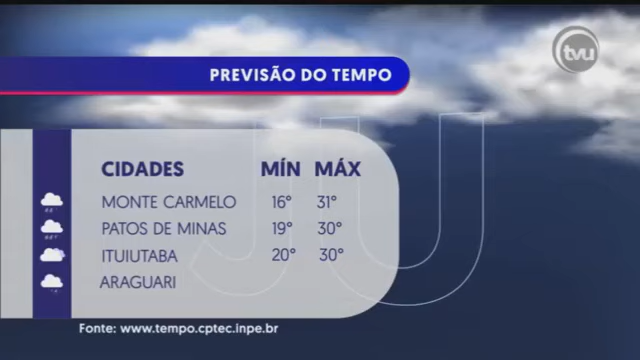 tvu
PREVISÃO DO TEMPO
CIDADES MÍN MÁX
MONTE CARMELO 16° 31°
PATOS DE MINAS 19° 30°
ITUIUTABA 20° 30°
ARAGUARI
JU
Fonte: www.tempo.cptec.inpe.br